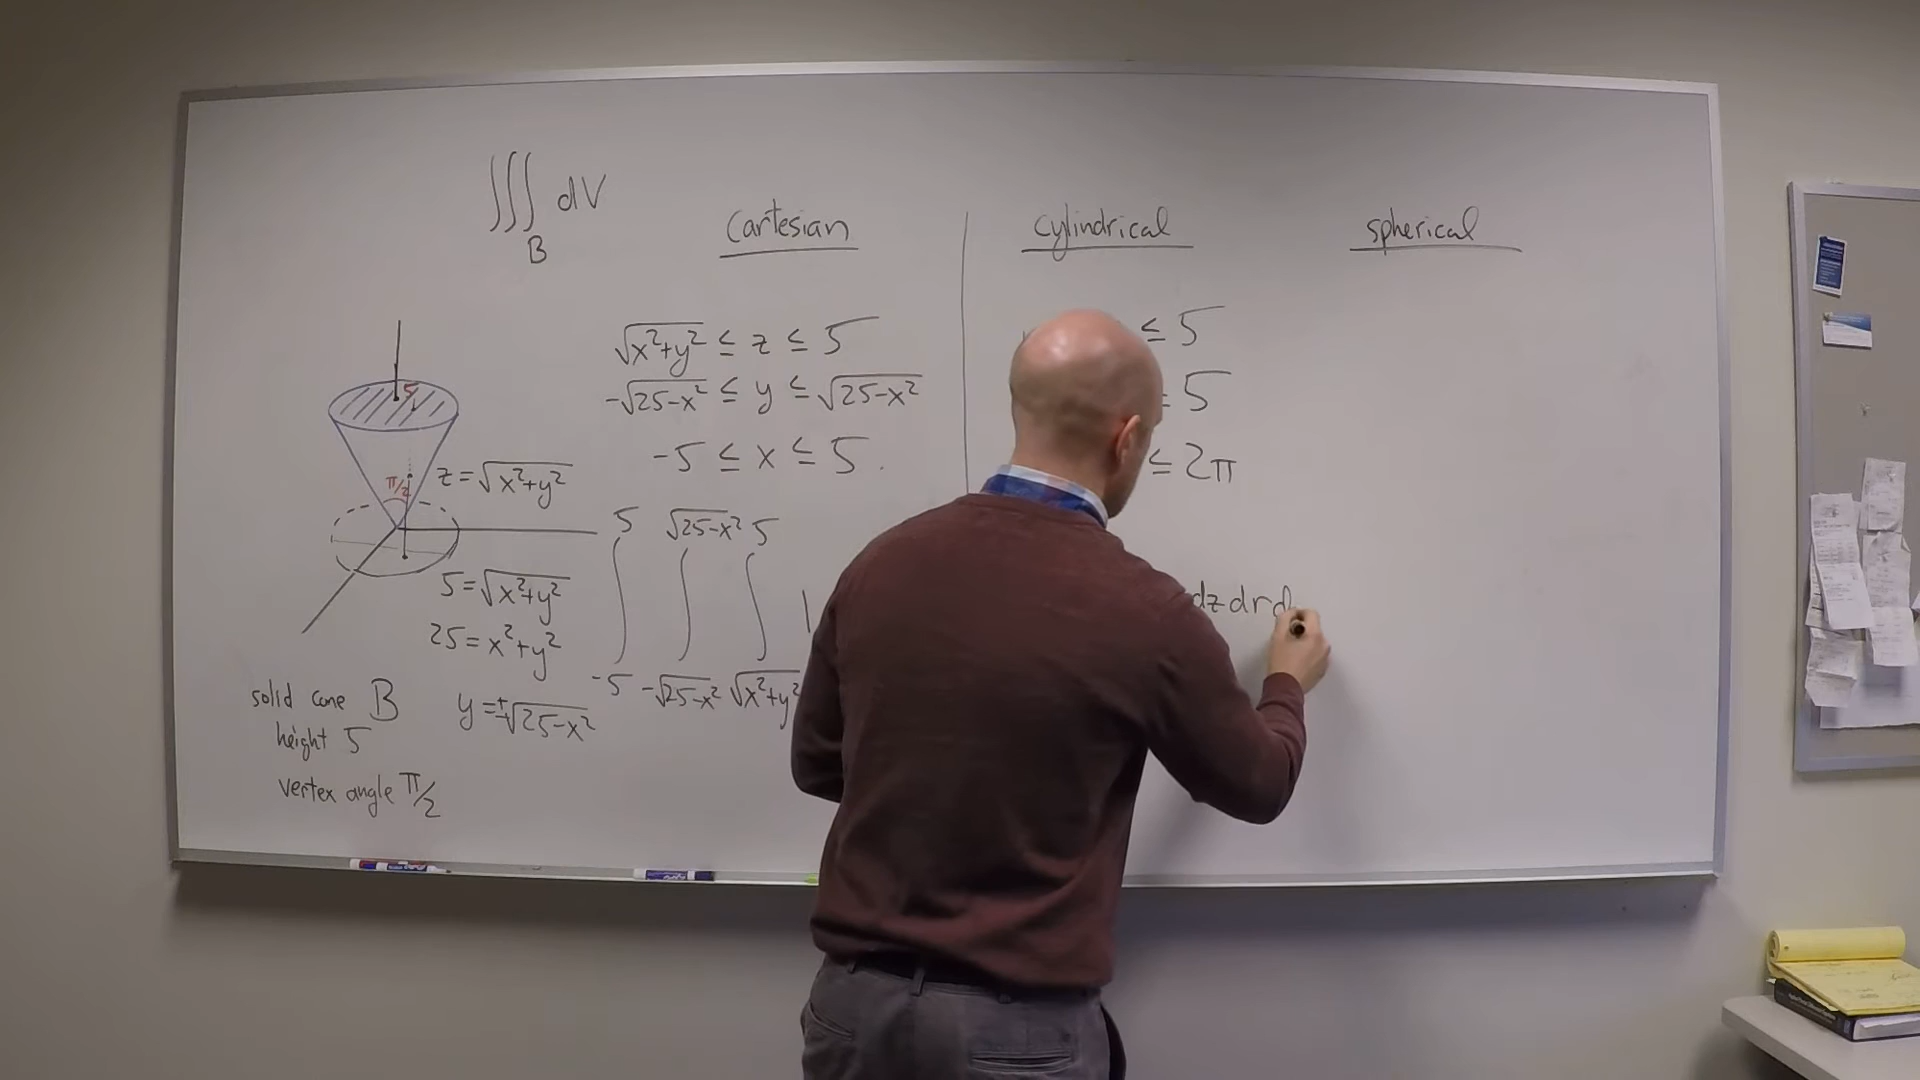 ∭_B dV
cartesian
cylindrical
spherical
√x²+y² ≤ z ≤ 5
-√25-x² ≤ y ≤ √25-x²
-5 ≤ x ≤ 5.
≤ 5
5
≤ 2π
5
π/2
z=√x²+y²
5=√x²+y²
25=x²+y²
y=±√25-x²
solid cone B
height 5
vertex angle π/2
5 √25-x² 5
∫ ∫ ∫ 1
-5 -√25-x² √x²+y²
dz dr d